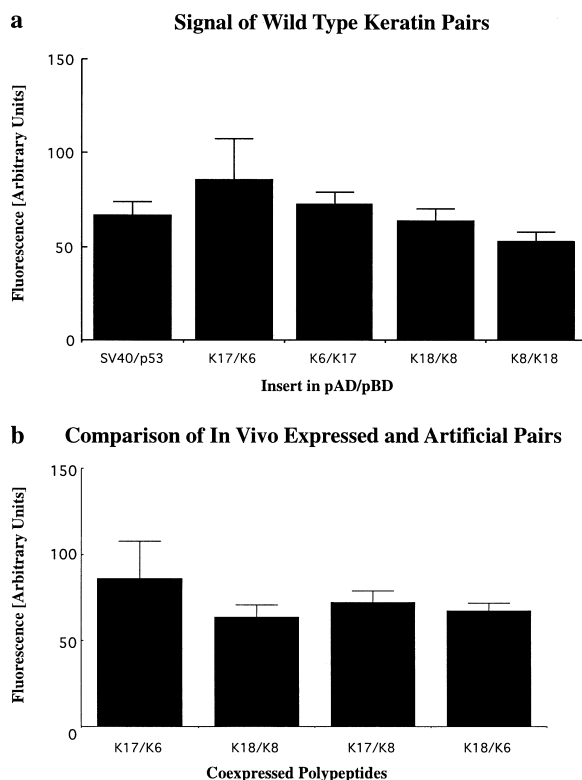 a
Signal of Wild Type Keratin Pairs
Fluorescence [Arbitrary Units]
150
100
50
0
SV40/p53 K17/K6 K6/K17 K18/K8 K8/K18
Insert in pAD/pBD
b
Comparison of In Vivo Expressed and Artificial Pairs
Fluorescence [Arbitrary Units]
150
100
50
0
K17/K6 K18/K8 K17/K8 K18/K6
Coexpressed Polypeptides